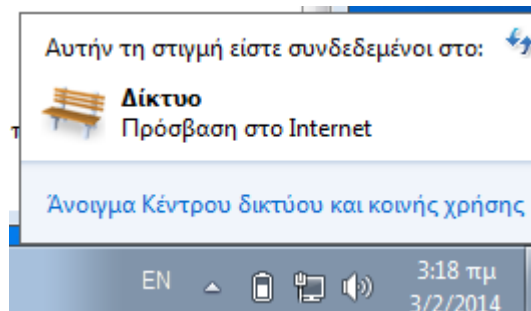 Αυτήν τη στιγμή είστε συνδεδεμένοι στο:
Δίκτυο
Πρόσβαση στο Internet
Άνοιγμα Κέντρου δικτύου και κοινής χρήσης
EN
3:18 πμ
3/2/2014